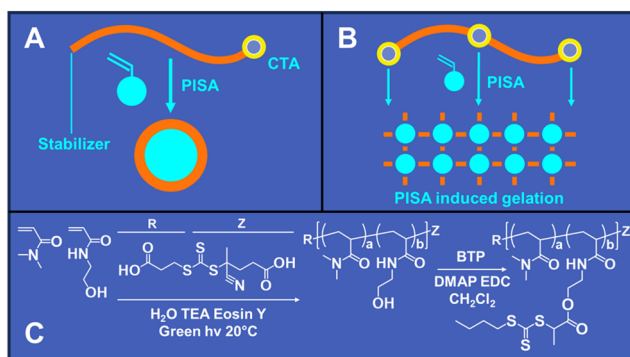 A
CTA
PISA
Stabilizer
B
PISA
PISA induced gelation
R
Z
O
N
O
HN
OH
O
HO
S
S
S
N
O
OH
H₂O TEA Eosin Y
Green hv 20°C
R
a
b
Z
N
O
HN
O
OH
BTP
DMAP EDC
CH₂Cl₂
R
a
b
Z
N
O
HN
O
O
S
S
S
O
C